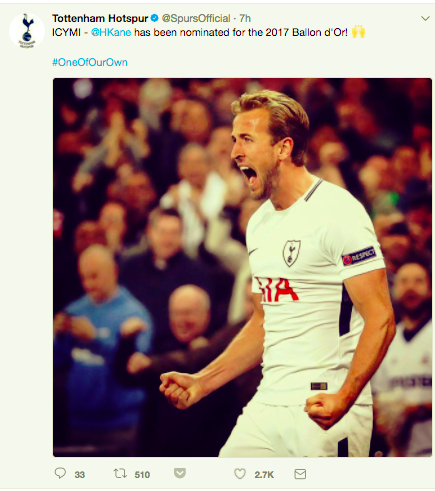 Tottenham Hotspur @SpursOfficial · 7h
ICYMI - @HKane has been nominated for the 2017 Ballon d'Or! 🙌
#OneOfOurOwn
RESPECT
AIA
33 510 2.7K